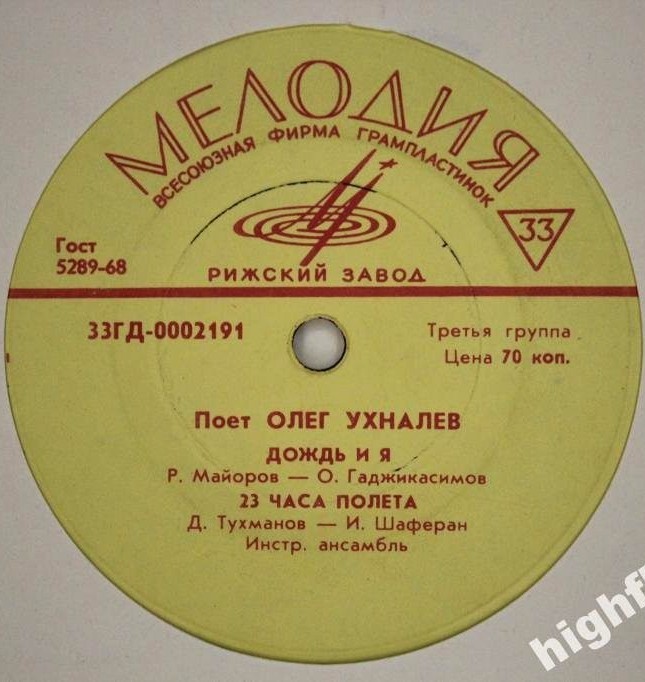 МЕЛОДИЯ
ВСЕСОЮЗНАЯ ФИРМА ГРАМПЛАСТИНОК
33
Гост
5289-68
РИЖСКИЙ ЗАВОД
33ГД-0002191
Третья группа
Цена 70 коп.
Поет ОЛЕГ УХНАЛЕВ
ДОЖДЬ И Я
Р. Майоров — О. Гаджикасимов
23 ЧАСА ПОЛЕТА
Д. Тухманов — И. Шаферан
Инстр. ансамбль